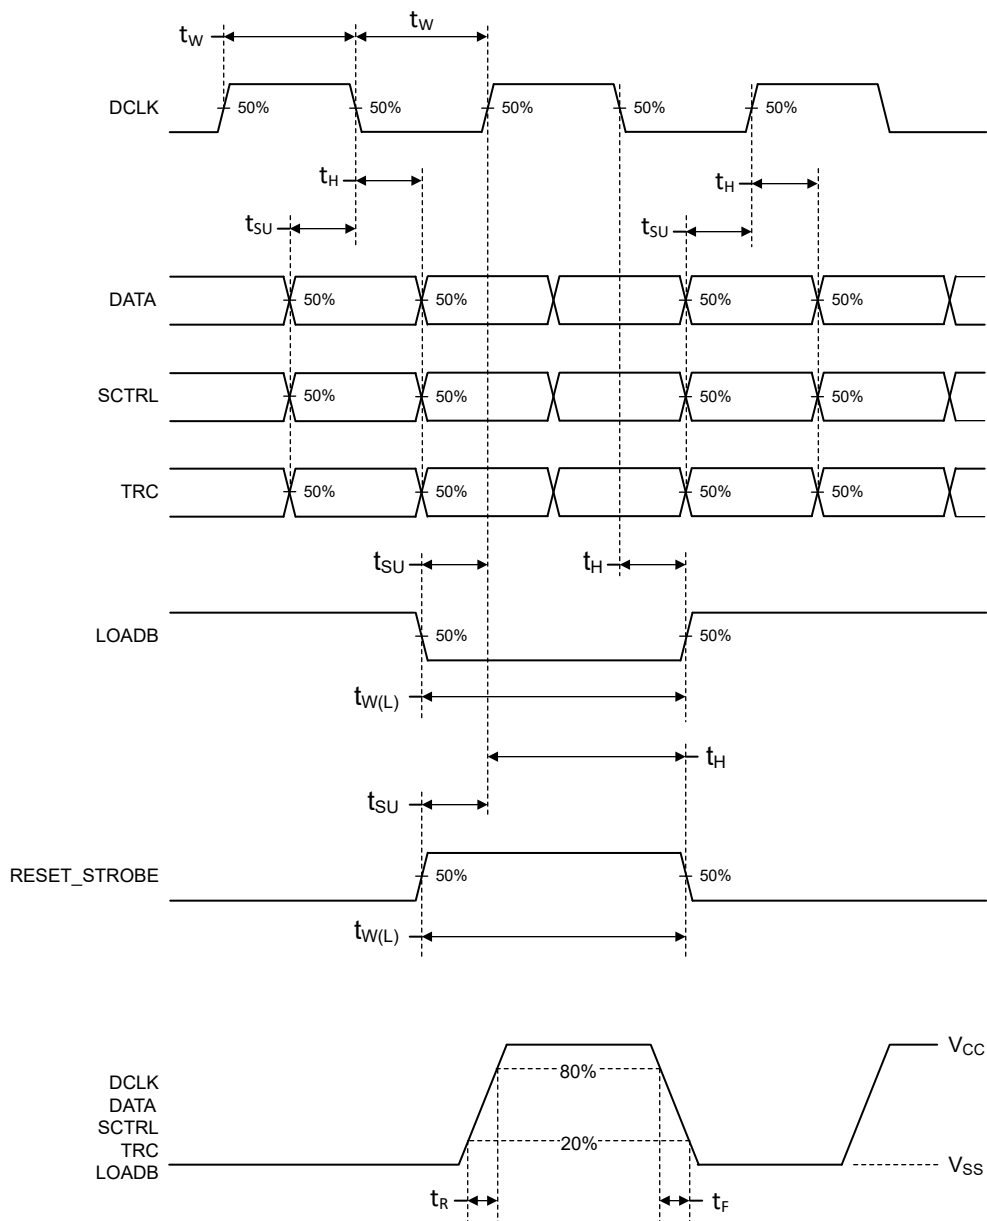 tW
tW
DCLK
50%
50%
50%
50%
50%
tH
tH
tSU
tSU
DATA
50%
50%
50%
50%
SCTRL
50%
50%
50%
50%
TRC
50%
50%
50%
50%
tSU
tH
LOADB
50%
50%
tW(L)
tH
tSU
RESET_STROBE
50%
50%
tW(L)
VCC
80%
DCLK
DATA
SCTRL
TRC
LOADB
20%
VSS
tR
tF